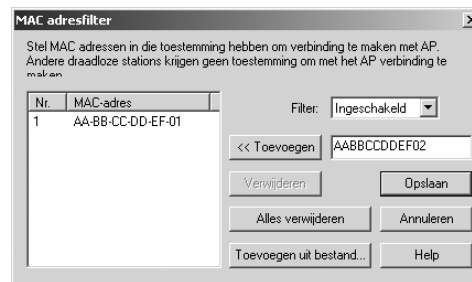 MAC adresfilter
Stel MAC adressen in die toestemming hebben om verbinding te maken met AP.
Andere draadloze stations krijgen geen toestemming om met het AP verbinding te
maken
Nr. MAC-adres
1 AA-BB-CC-DD-EF-01
Filter: Ingeschakeld
<< Toevoegen AABBCCDDEF02
Verwijderen Opslaan
Alles verwijderen Annuleren
Toevoegen uit bestand... Help